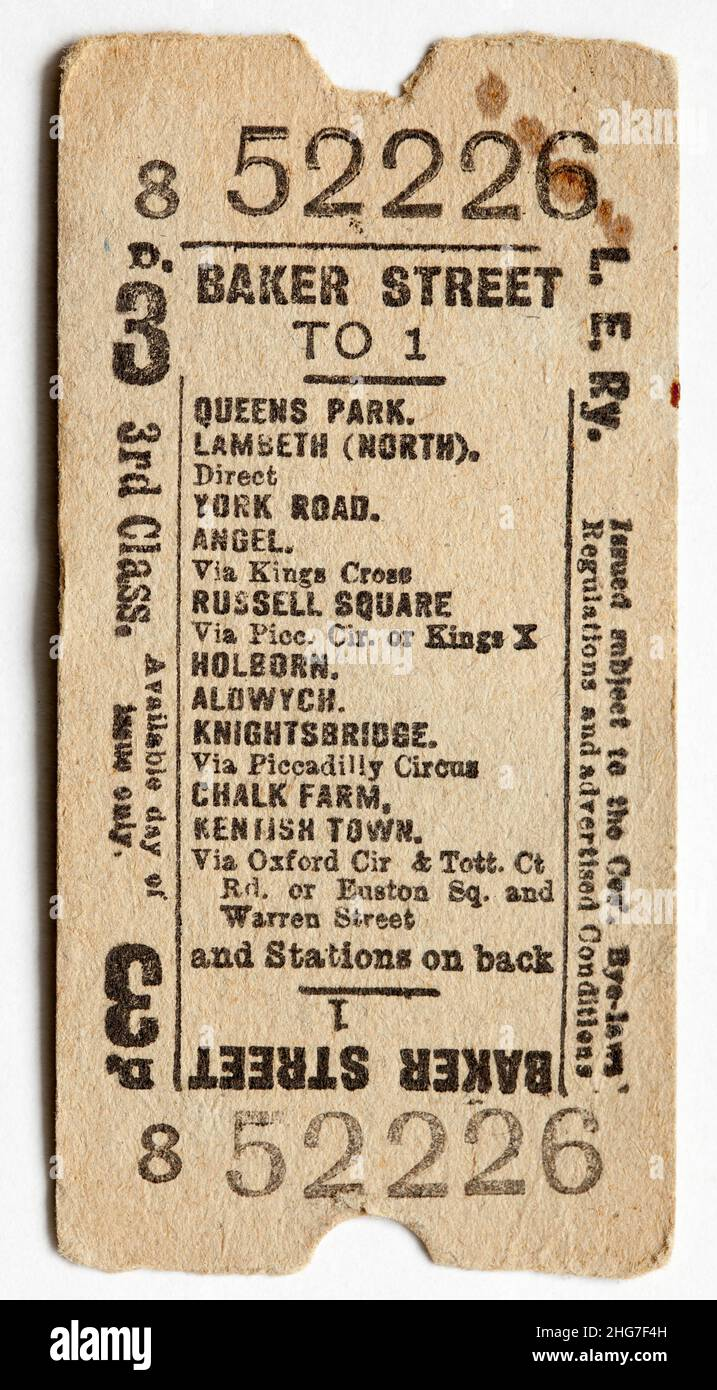 8 52226
BAKER STREET
TO 1
QUEENS PARK.
LAMBETH (NORTH).
Direct
YORK ROAD.
ANGEL.
Via Kings Cross
RUSSELL SQUARE
Via Picc. Cir. or Kings X
HOLBORN.
ALDWYCH.
KNIGHTSBRIDGE.
Via Piccadilly Circus
CHALK FARM,
KENTISH TOWN.
Via Oxford Cir & Tott. Ct
Rd. or Euston Sq. and
Warren Street
and Stations on back
1
BAKER STREET
8 52226
3D. 3rd Class. 3D.
Available day of
issue only.
L. E. Ry.
Issued subject to the Coy's. Bye-laws
Regulations and advertised Conditions
alamy
Image ID: 2HG7F4H
www.alamy.com